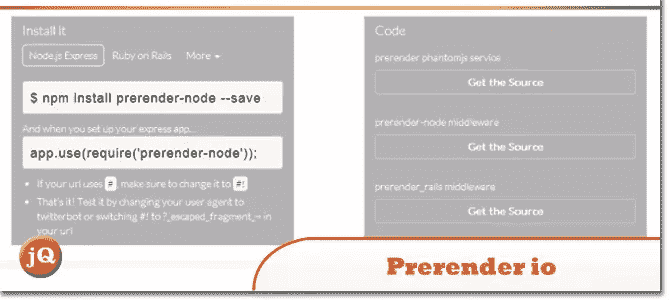 Install it
Node.js Express Ruby on Rails More
$ npm install prerender-node --save
And when you set up your express app...
app.use(require('prerender-node'));
If your url uses #, make sure to change it to #!
That's it! Test it by changing your user agent to
twitterbot or switching #! to ?_escaped_fragment_= in
your url
Code
prerender phantomjs service
Get the Source
prerender-node middleware
Get the Source
prerender_rails middleware
Get the Source
jQ
Prerender io